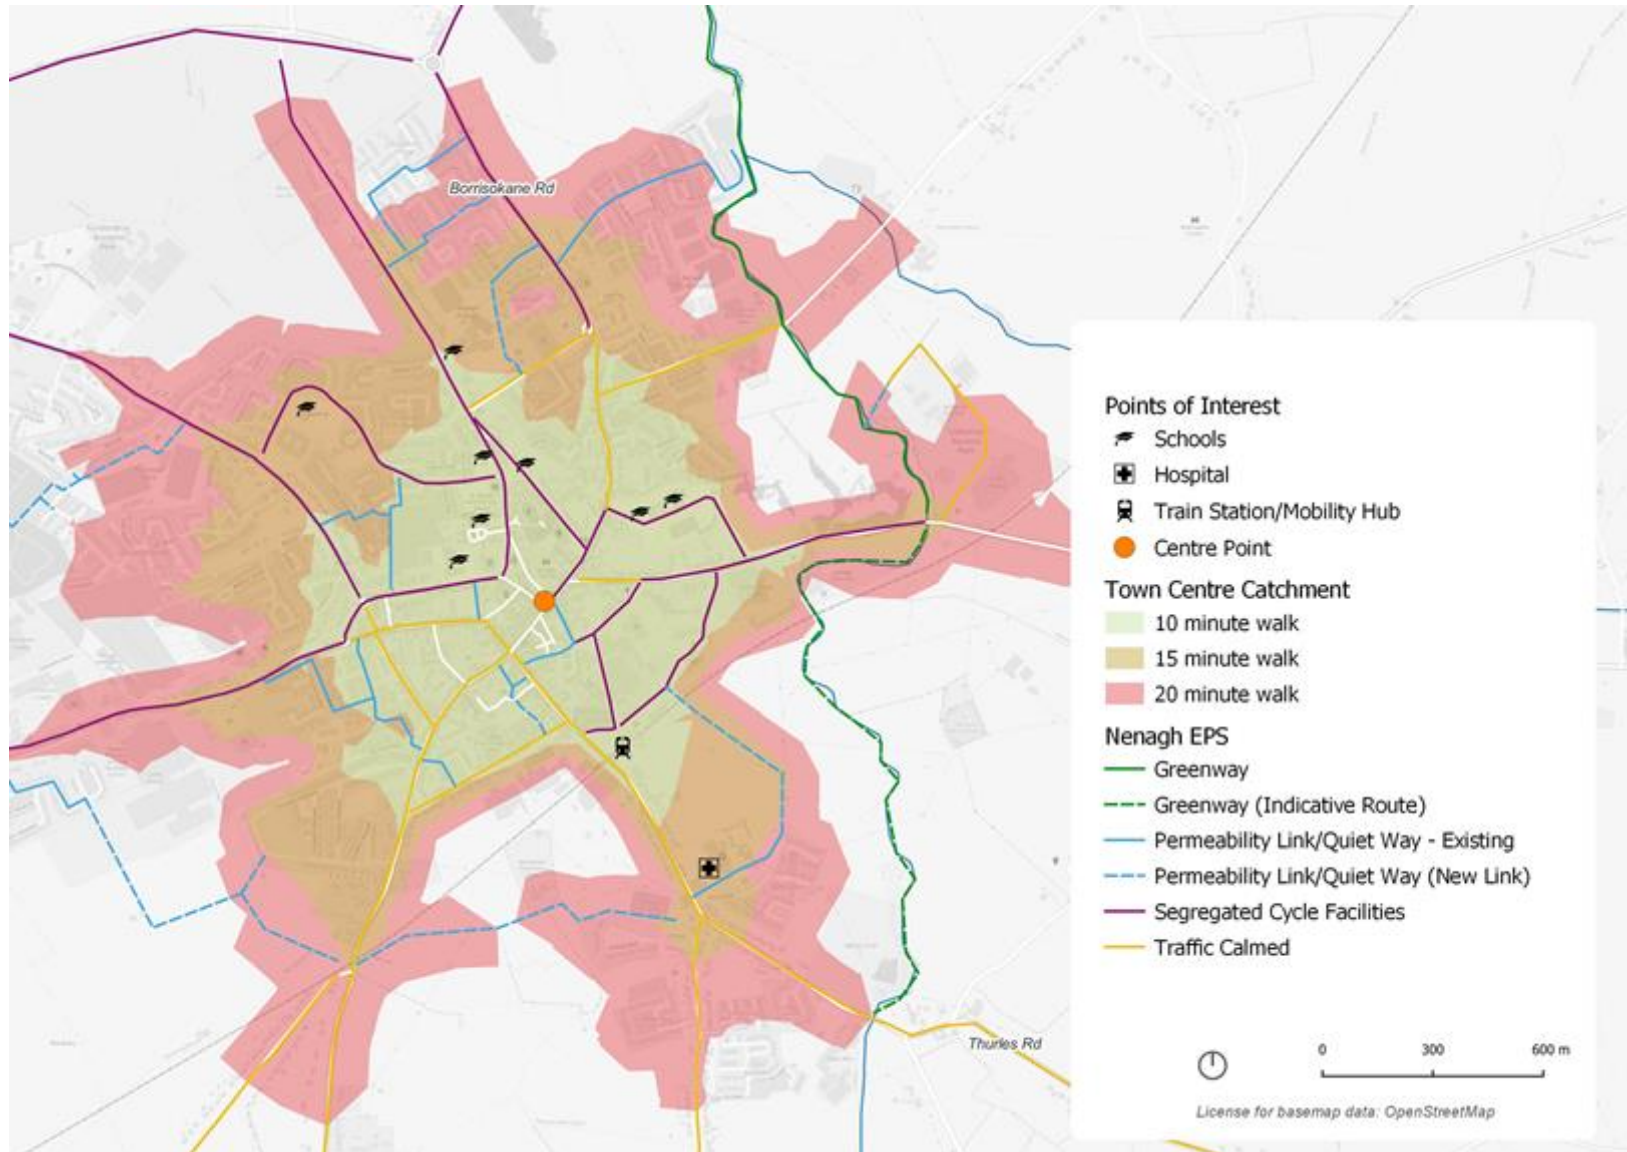 Borrisokane Rd
Points of Interest
Schools
Hospital
Train Station/Mobility Hub
Centre Point
Town Centre Catchment
10 minute walk
15 minute walk
20 minute walk
Nenagh EPS
Greenway
Greenway (Indicative Route)
Permeability Link/Quiet Way - Existing
Permeability Link/Quiet Way (New Link)
Segregated Cycle Facilities
Traffic Calmed
Thurles Rd
0 300 600 m
License for basemap data: OpenStreetMap